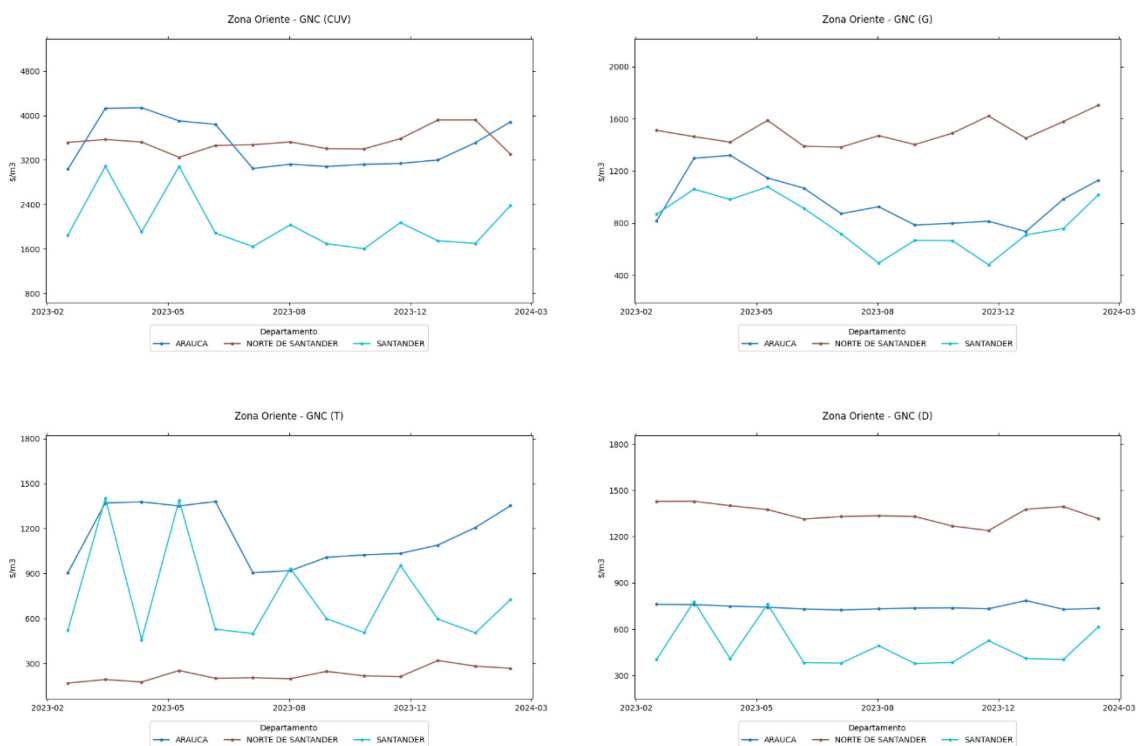 Zona Oriente - GNC (CUV)
4800
4000
3200
2400
1600
800
$/m3
2023-02 2023-05 2023-08 2023-12 2024-03
Departamento
ARAUCA NORTE DE SANTANDER SANTANDER
Zona Oriente - GNC (G)
2000
1600
1200
800
400
$/m3
2023-02 2023-05 2023-08 2023-12 2024-03
Departamento
ARAUCA NORTE DE SANTANDER SANTANDER
Zona Oriente - GNC (T)
1800
1500
1200
900
600
300
$/m3
2023-02 2023-05 2023-08 2023-12 2024-03
Departamento
ARAUCA NORTE DE SANTANDER SANTANDER
Zona Oriente - GNC (D)
1800
1500
1200
900
600
300
$/m3
2023-02 2023-05 2023-08 2023-12 2024-03
Departamento
ARAUCA NORTE DE SANTANDER SANTANDER